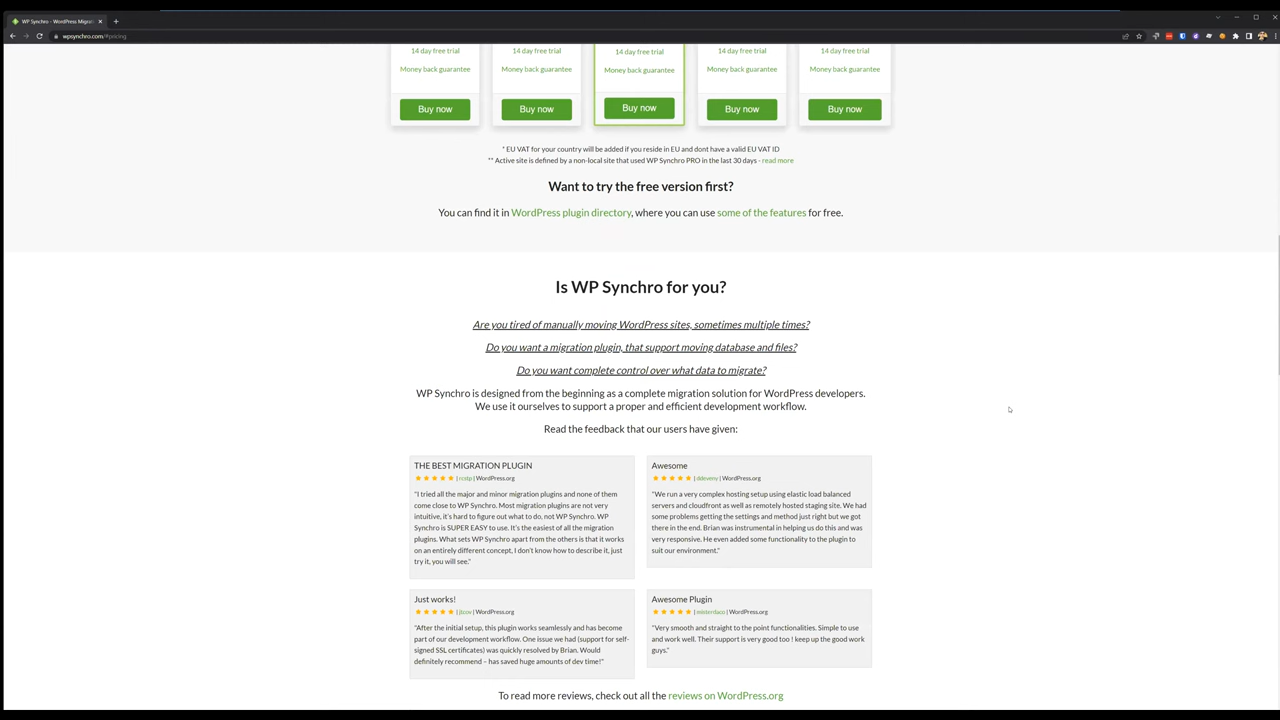 WP Synchro - WordPress Migrat
wpsynchro.com/#pricing
14 day free trial
14 day free trial
14 day free trial
14 day free trial
14 day free trial
Money back guarantee
Money back guarantee
Money back guarantee
Money back guarantee
Money back guarantee
Buy now
Buy now
Buy now
Buy now
Buy now
* EU VAT for your country will be added if you reside in EU and dont have a valid EU VAT ID
** Active site is defined by a non-local site that used WP Synchro PRO in the last 30 days - read more
Want to try the free version first?
You can find it in WordPress plugin directory, where you can use some of the features for free.
Is WP Synchro for you?
Are you tired of manually moving WordPress sites, sometimes multiple times?
Do you want a migration plugin, that support moving database and files?
Do you want complete control over what data to migrate?
WP Synchro is designed from the beginning as a complete migration solution for WordPress developers.
We use it ourselves to support a proper and efficient development workflow.
Read the feedback that our users have given:
THE BEST MIGRATION PLUGIN
| rcstp | WordPress.org
"I tried all the major and minor migration plugins and none of them
come close to WP Synchro. Most migration plugins are not very
intuitive, it's hard to figure out what to do, not WP Synchro. WP
Synchro is SUPER EASY to use. It's the easiest of all the migration
plugins. What sets WP Synchro apart from the others is that it works
on an entirely different concept, I don't know how to describe it, just
try it, you will see."
Awesome
| ddeveny | WordPress.org
"We run a very complex hosting setup using elastic load balanced
servers and cloudfront as well as remotely hosted staging site. We had
some problems getting the settings and method just right but we got
there in the end. Brian was instrumental in helping us do this and was
very responsive. He even added some functionality to the plugin to
suit our environment."
Just works!
| WordPress.org
"After the initial setup, this plugin works seamlessly and has become
part of our development workflow. One issue we had (support for self-
signed SSL certificates) was quickly resolved by Brian. Would
definitely recommend – has saved huge amounts of dev time!"
Awesome Plugin
| WordPress.org
"Very smooth and straight to the point functionalities. Simple to use
and work well. Their support is very good too ! keep up the good work
guys."
To read more reviews, check out all the reviews on WordPress.org